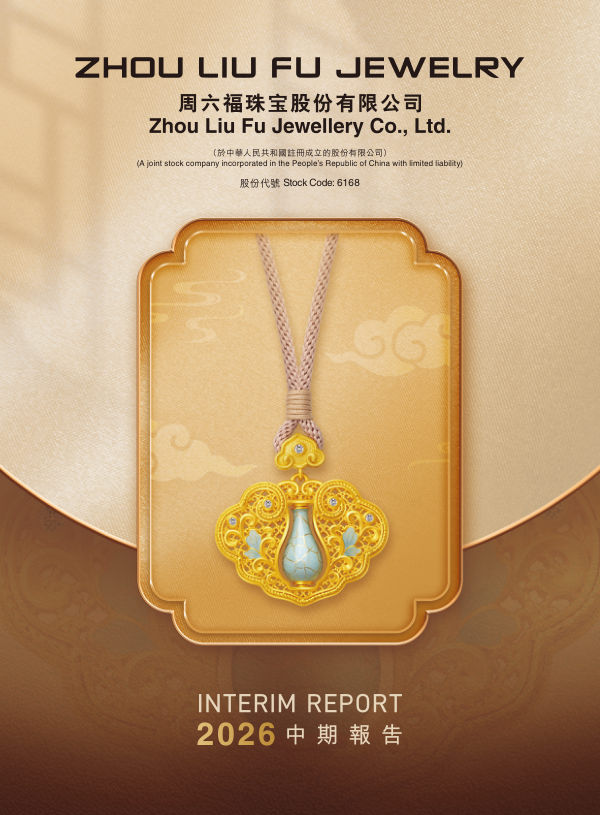 ZHOU LIU FU JEWELRY
周六福珠宝股份有限公司
Zhou Liu Fu Jewellery Co., Ltd.
（於中華人民共和國註冊成立的股份有限公司）
(A joint stock company incorporated in the People's Republic of China with limited liability)
股份代號 Stock Code: 6168
INTERIM REPORT
2026 中期報告